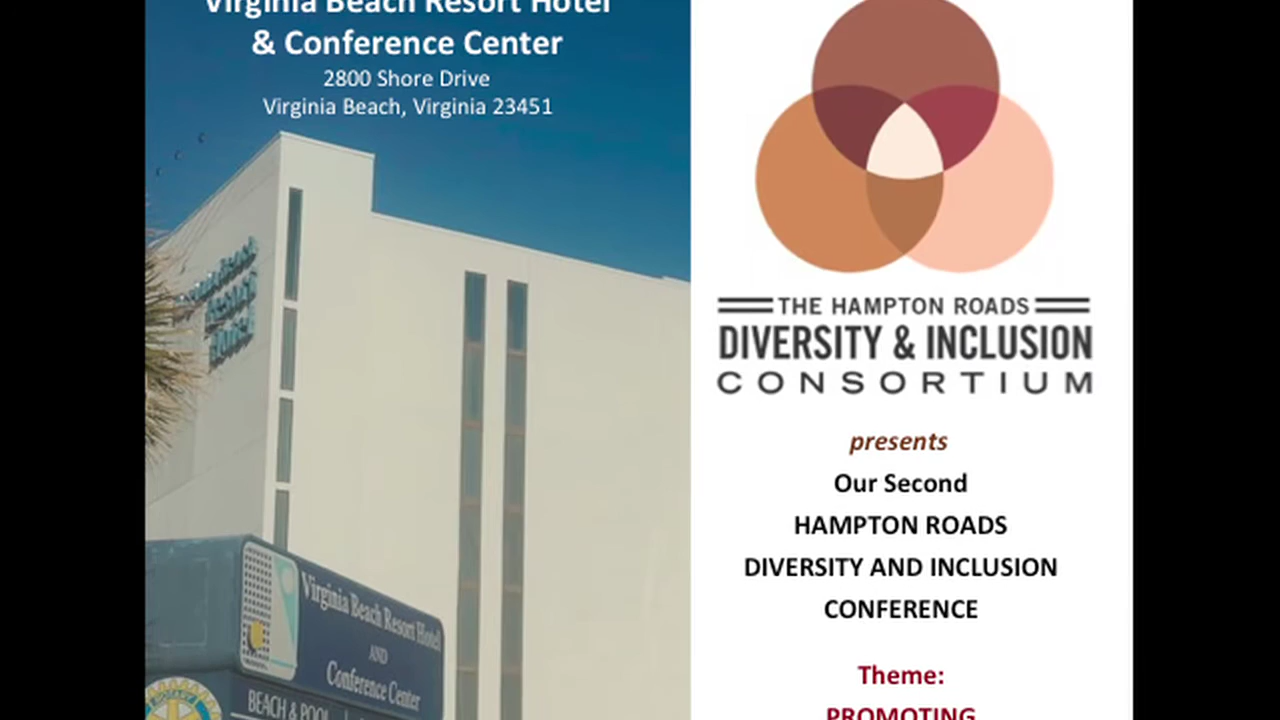 Virginia Beach Resort Hotel
& Conference Center
2800 Shore Drive
Virginia Beach, Virginia 23451
Virginia Beach Resort Hotel
AND
Conference Center
BEACH & POOL
THE HAMPTON ROADS
DIVERSITY & INCLUSION
CONSORTIUM
presents
Our Second
HAMPTON ROADS
DIVERSITY AND INCLUSION
CONFERENCE
Theme:
PROMOTING